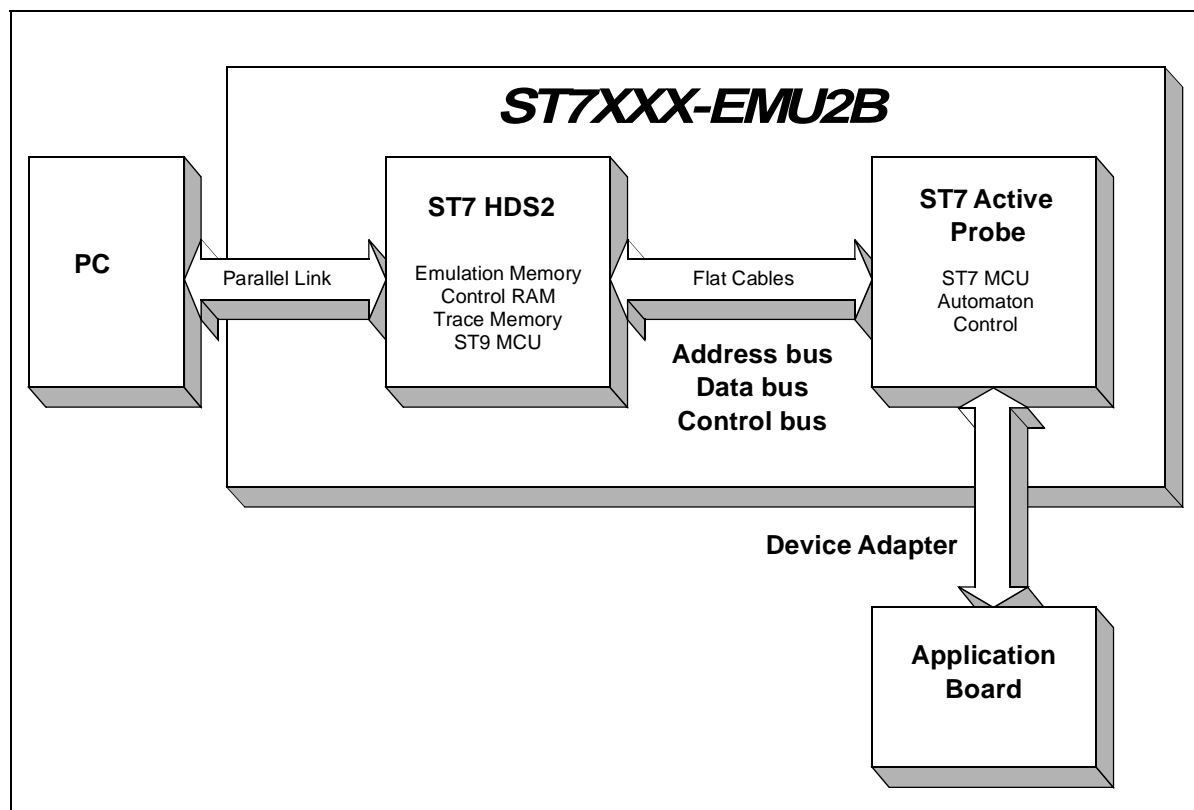 ST7XXX-EMU2B
PC
Parallel Link
ST7 HDS2
Emulation Memory
Control RAM
Trace Memory
ST9 MCU
Flat Cables
Address bus
Data bus
Control bus
ST7 Active
Probe
ST7 MCU
Automaton
Control
Device Adapter
Application
Board